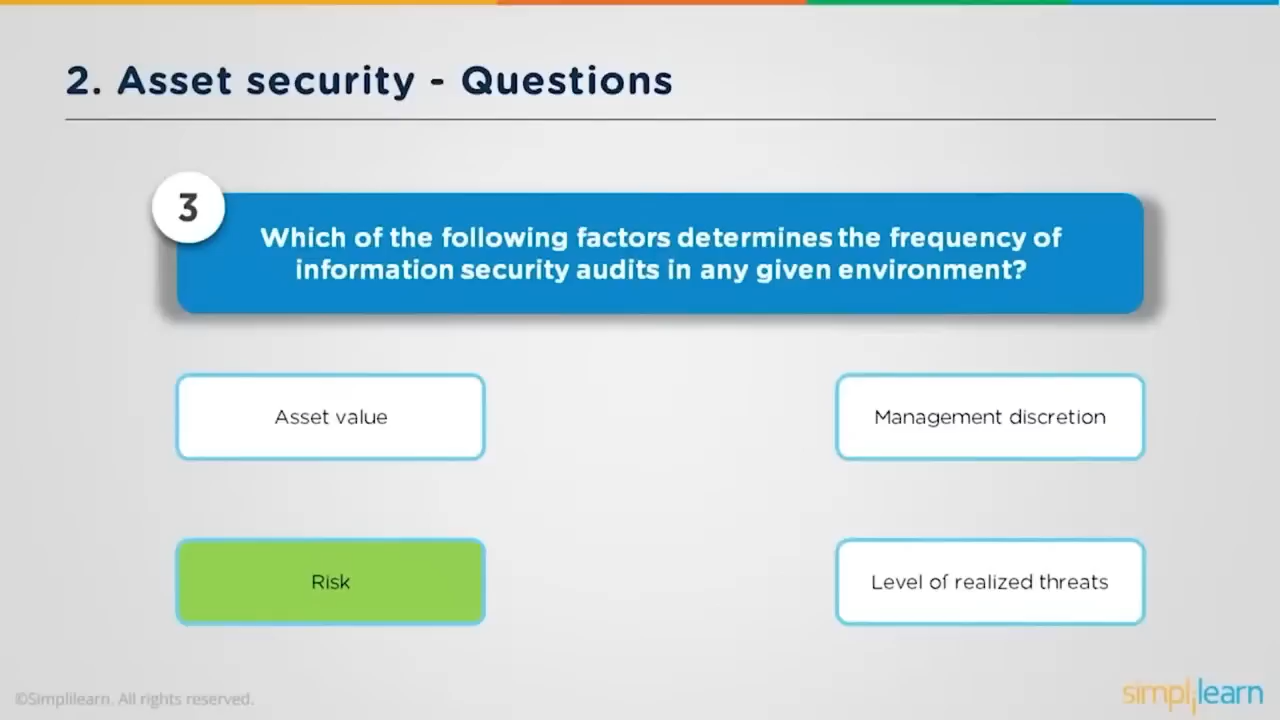 2. Asset security - Questions
3
Which of the following factors determines the frequency of
information security audits in any given environment?
Asset value
Management discretion
Risk
Level of realized threats
©Simplilearn. All rights reserved.
simplilearn